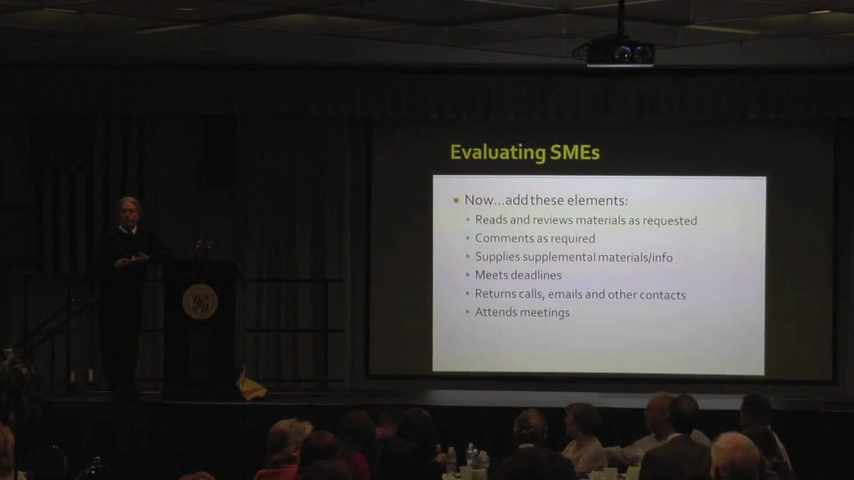 Evaluating SMEs
Now...add these elements:
Reads and reviews materials as requested
Comments as required
Supplies supplemental materials/info
Meets deadlines
Returns calls, emails and other contacts
Attends meetings